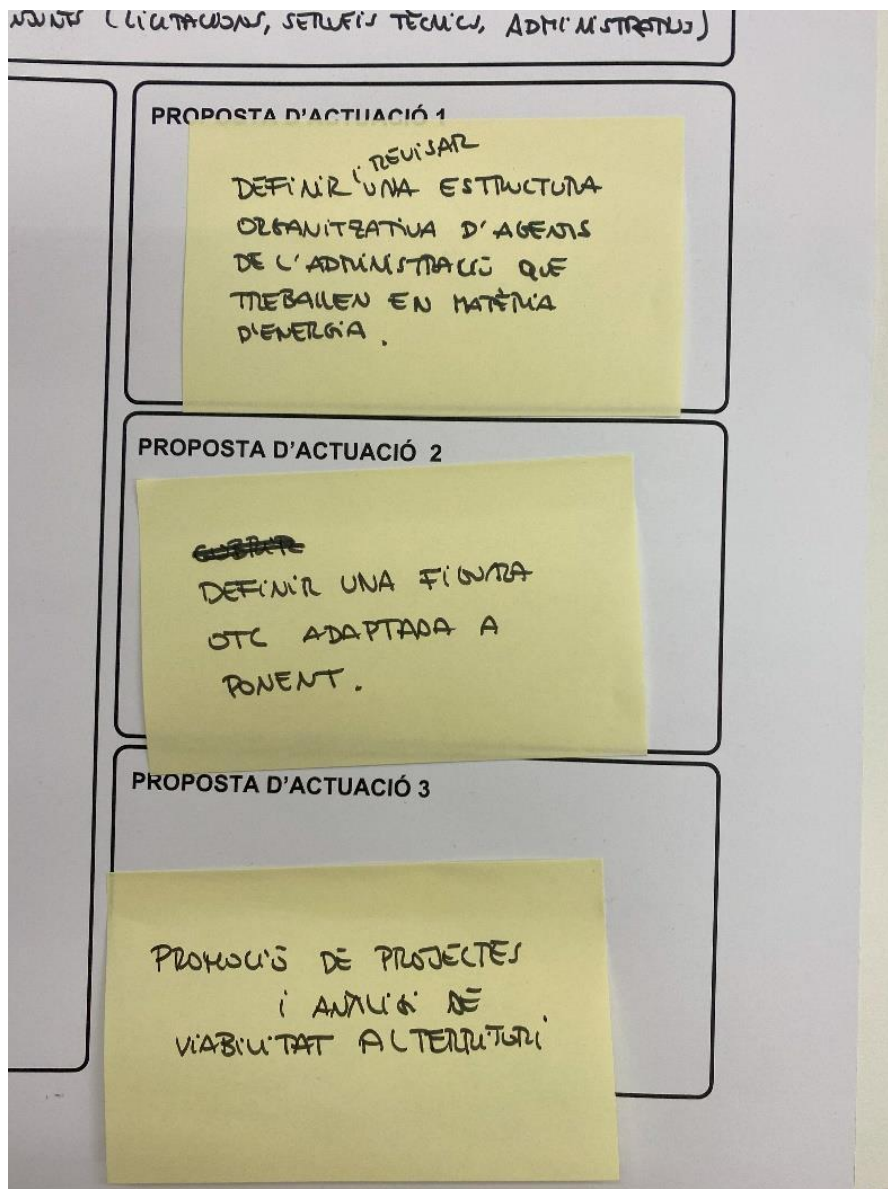 (LICITACIONS, SERVEIS TÈCNICS, ADMINISTRATIUS)
PROPOSTA D'ACTUACIÓ 1
DEFINIR i REVISAR UNA ESTRUCTURA
ORGANITZATIVA D'AGENTS
DE L'ADMINISTRACIÓ QUE
TREBALLEN EN MATÈRIA
D'ENERGIA.
PROPOSTA D'ACTUACIÓ 2
DEFINIR UNA FIGURA
OTC ADAPTADA A
PONENT.
PROPOSTA D'ACTUACIÓ 3
PROMOCIÓ DE PROJECTES
i ANÀLISI DE
VIABILITAT AL TERRITORI